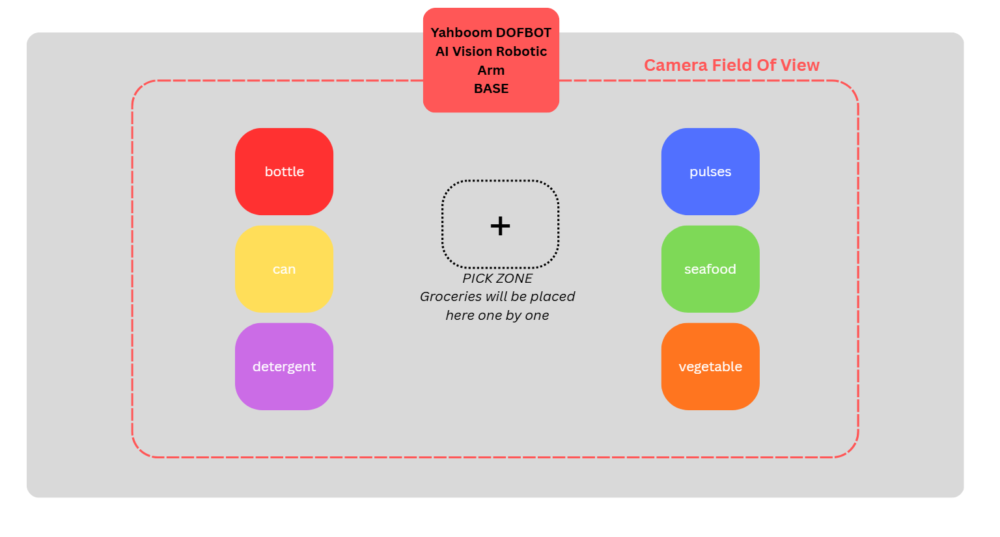 Yahboom DOFBOT
AI Vision Robotic
Arm
BASE
Camera Field Of View
bottle
pulses
+
can
seafood
PICK ZONE
Groceries will be placed
here one by one
detergent
vegetable